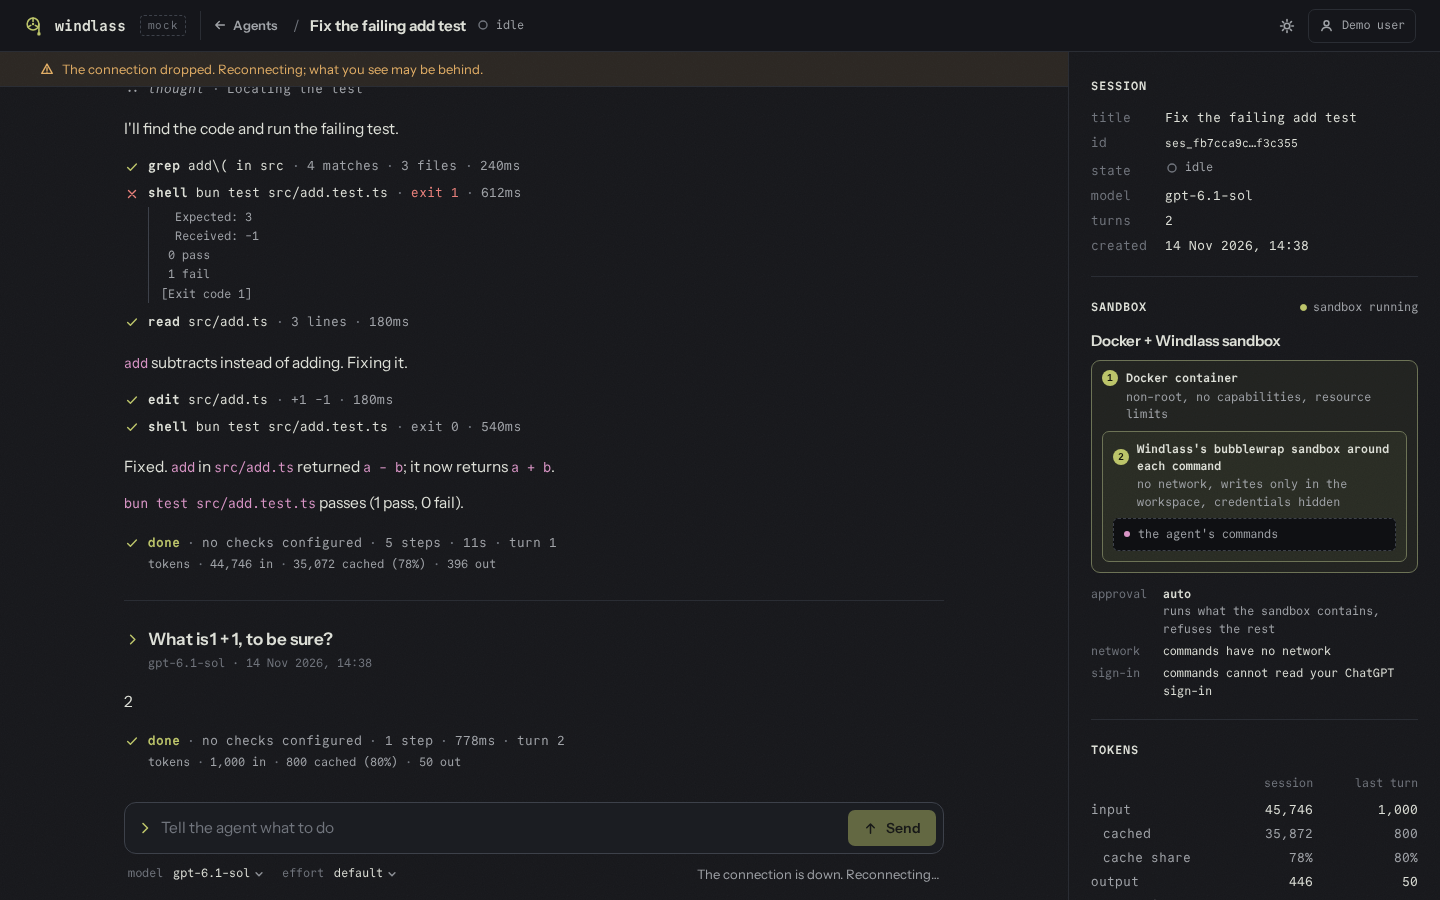 windlass mock ← Agents / Fix the failing add test idle
Demo user
The connection dropped. Reconnecting; what you see may be behind.
thought · Locating the test
I'll find the code and run the failing test.
grep add\( in src · 4 matches · 3 files · 240ms
shell bun test src/add.test.ts · exit 1 · 612ms
Expected: 3
Received: -1
0 pass
1 fail
[Exit code 1]
read src/add.ts · 3 lines · 180ms
add subtracts instead of adding. Fixing it.
edit src/add.ts · +1 -1 · 180ms
shell bun test src/add.test.ts · exit 0 · 540ms
Fixed. add in src/add.ts returned a - b; it now returns a + b.
bun test src/add.test.ts passes (1 pass, 0 fail).
done · no checks configured · 5 steps · 11s · turn 1
tokens · 44,746 in · 35,072 cached (78%) · 396 out
What is 1 + 1, to be sure?
gpt-6.1-sol · 14 Nov 2026, 14:38
2
done · no checks configured · 1 step · 778ms · turn 2
tokens · 1,000 in · 800 cached (80%) · 50 out
Tell the agent what to do
Send
model gpt-6.1-sol effort default
The connection is down. Reconnecting…
SESSION
title Fix the failing add test
id ses_fb7cca9c…f3c355
state idle
model gpt-6.1-sol
turns 2
created 14 Nov 2026, 14:38
SANDBOX sandbox running
Docker + Windlass sandbox
1 Docker container
non-root, no capabilities, resource
limits
2 Windlass's bubblewrap sandbox around
each command
no network, writes only in the
workspace, credentials hidden
the agent's commands
approval auto
runs what the sandbox contains,
refuses the rest
network commands have no network
sign-in commands cannot read your ChatGPT
sign-in
TOKENS
session last turn
input 45,746 1,000
cached 35,872 800
cache share 78% 80%
output 446 50